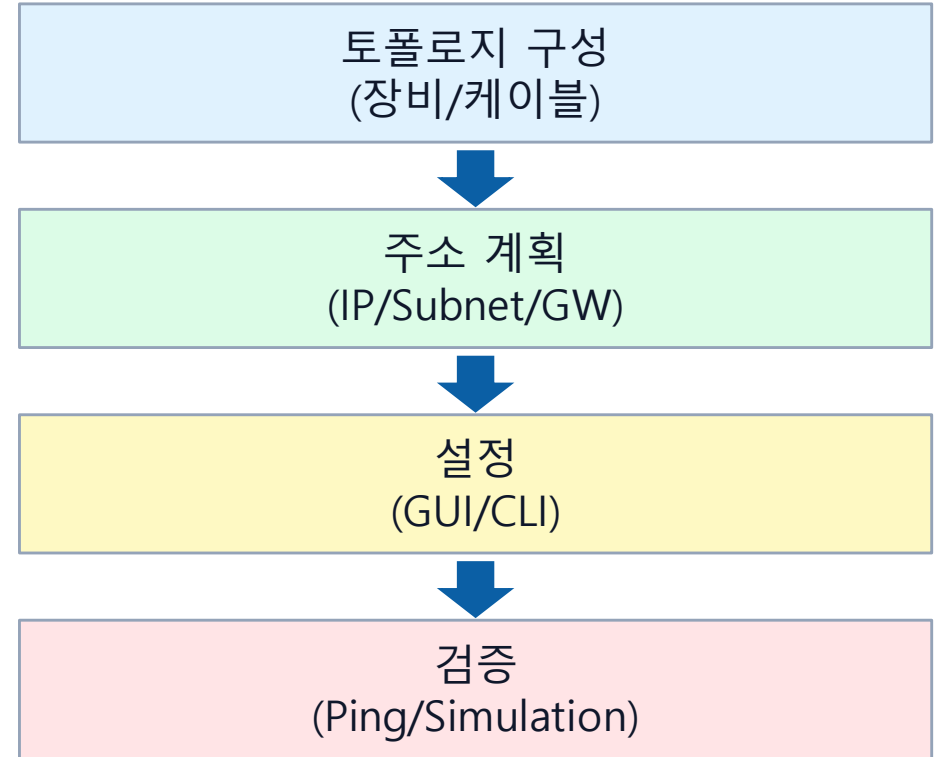 토폴로지 구성
(장비/케이블)
주소 계획
(IP/Subnet/GW)
설정
(GUI/CLI)
검증
(Ping/Simulation)